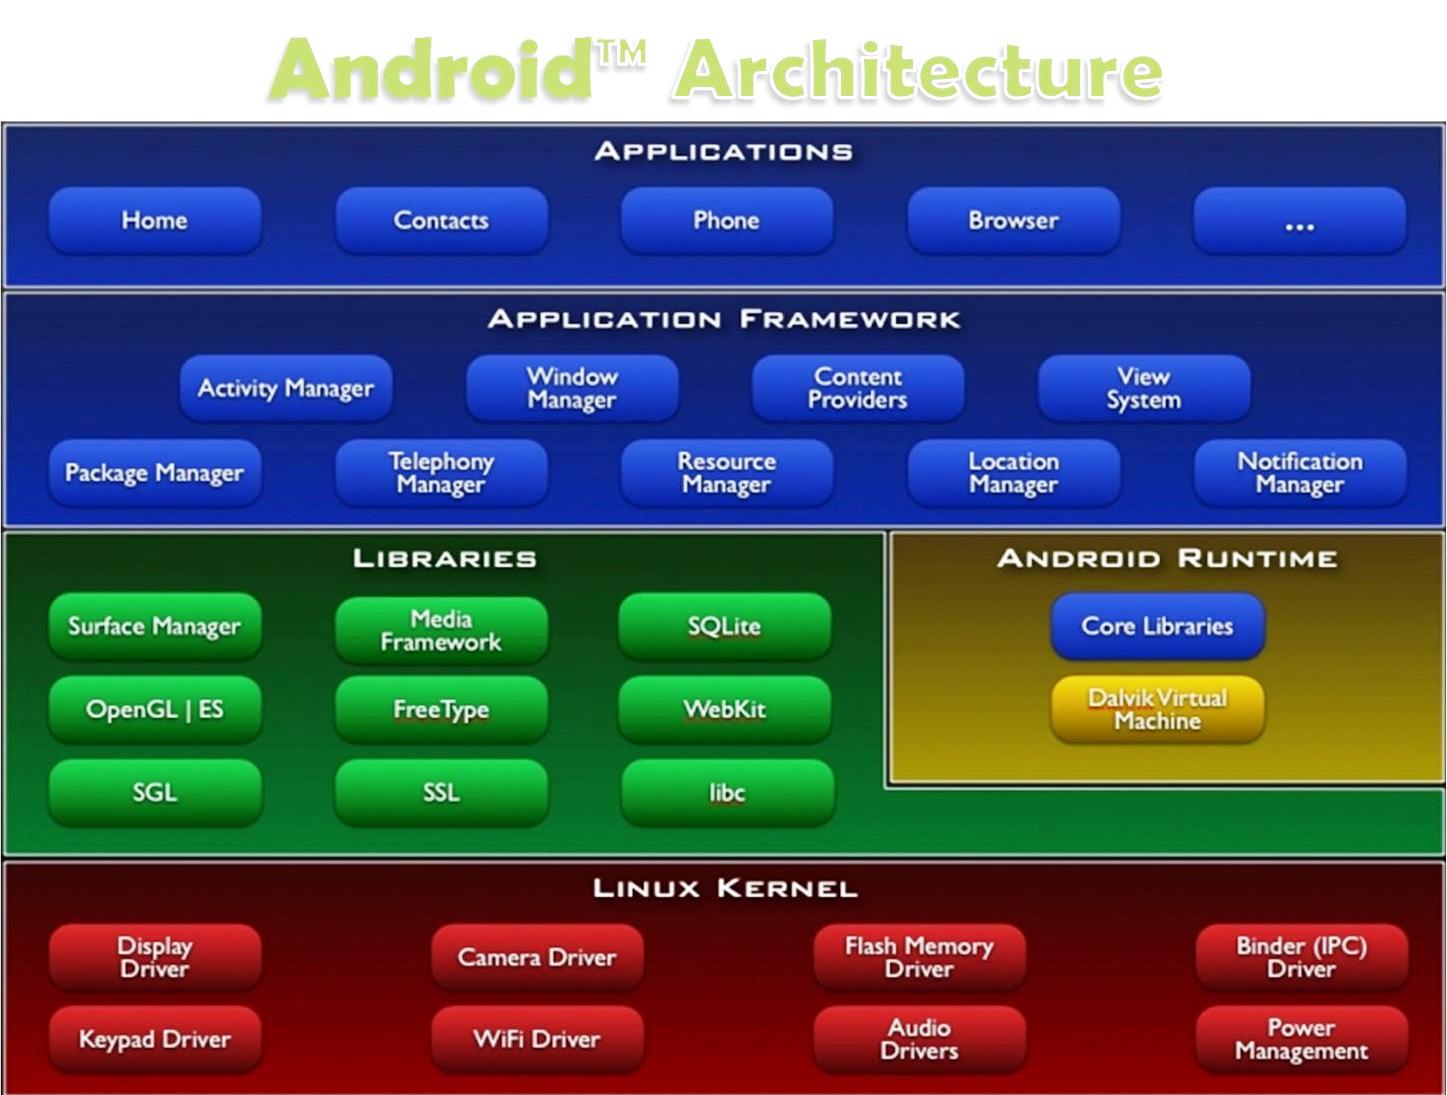 Android™ Architecture
APPLICATIONS
Home
Contacts
Phone
Browser
...
APPLICATION FRAMEWORK
Activity Manager
Window
Manager
Content
Providers
View
System
Package Manager
Telephony
Manager
Resource
Manager
Location
Manager
Notification
Manager
LIBRARIES
Surface Manager
Media
Framework
SQLite
OpenGL | ES
FreeType
WebKit
SGL
SSL
libc
ANDROID RUNTIME
Core Libraries
Dalvik Virtual
Machine
LINUX KERNEL
Display
Driver
Camera Driver
Flash Memory
Driver
Binder (IPC)
Driver
Keypad Driver
WiFi Driver
Audio
Drivers
Power
Management